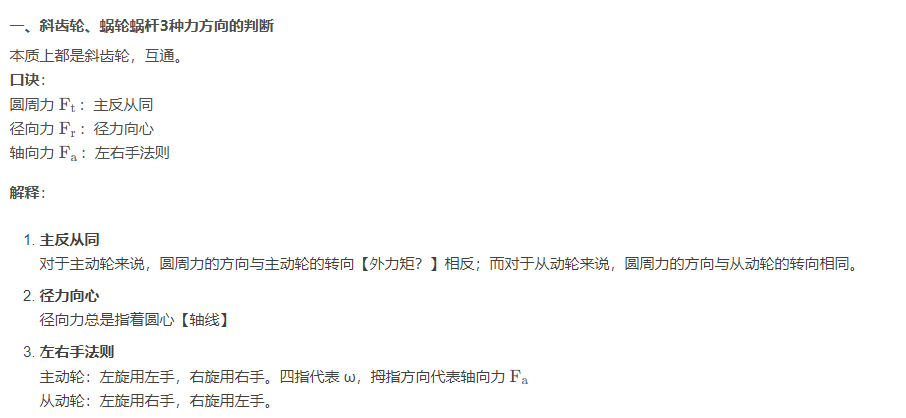 一、斜齿轮、蜗轮蜗杆3种力方向的判断
本质上都是斜齿轮，互通。
口诀：
圆周力 Fₜ：主反从同
径向力 Fᵣ：径力向心
轴向力 Fₐ：左右手法则
解释：
1. 主反从同
对于主动轮来说，圆周力的方向与主动轮的转向【外力矩？】相反；而对于从动轮来说，圆周力的方向与从动轮的转向相同。
2. 径力向心
径向力总是指着圆心【轴线】
3. 左右手法则
主动轮：左旋用左手，右旋用右手。四指代表 ω，拇指方向代表轴向力 Fₐ
从动轮：左旋用右手，右旋用左手。